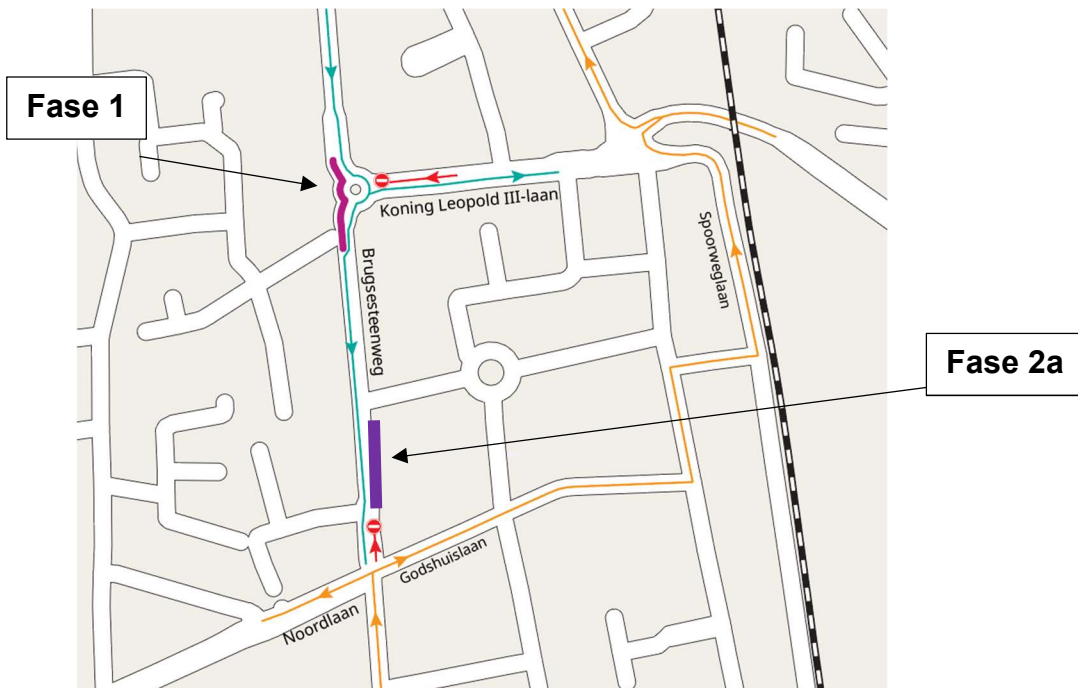 Fase 1
Koning Leopold III-laan
Spoorweglaan
Brugsesteenweg
Fase 2a
Godshuislaan
Noordlaan